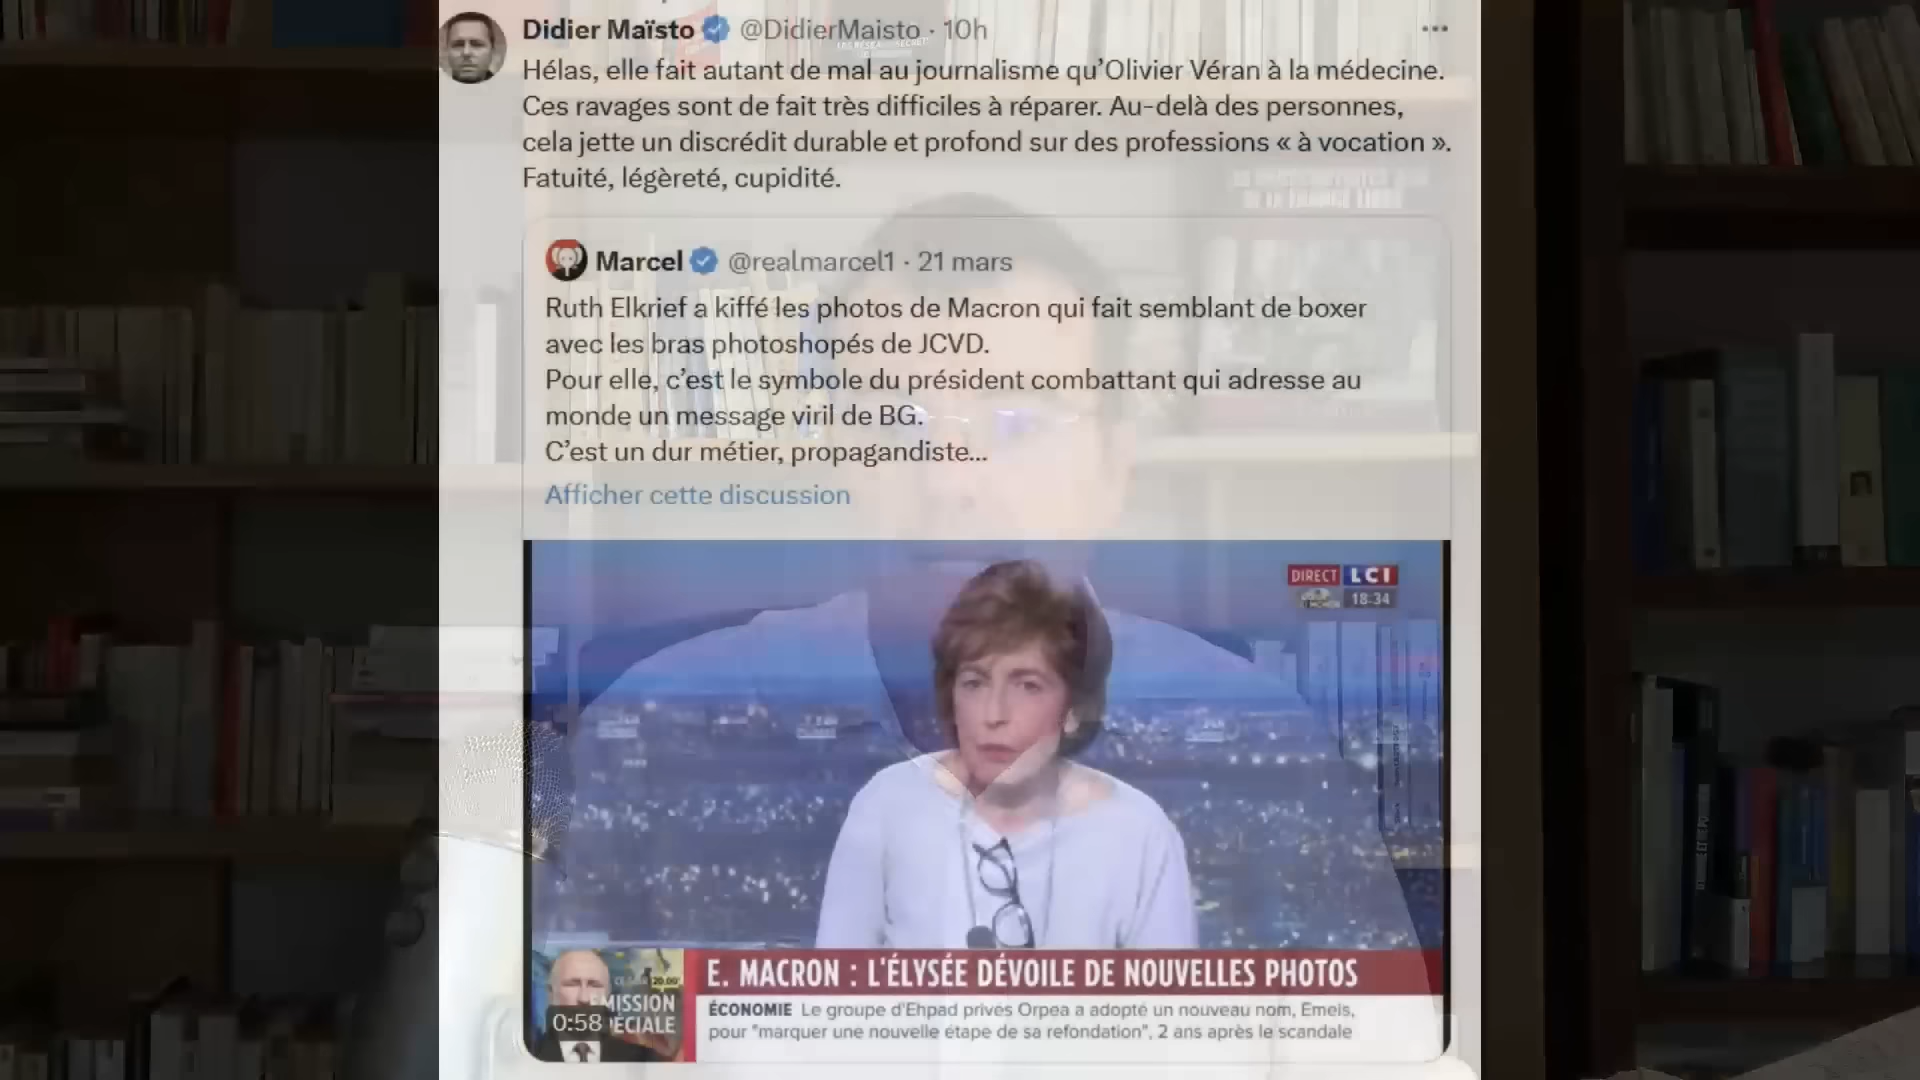 Didier Maïsto @DidierMaisto · 10h
Hélas, elle fait autant de mal au journalisme qu’Olivier Véran à la médecine.
Ces ravages sont de fait très difficiles à réparer. Au-delà des personnes,
cela jette un discrédit durable et profond sur des professions « à vocation ».
Fatuité, légèreté, cupidité.
Marcel @realmarcel1 · 21 mars
Ruth Elkrief a kiffé les photos de Macron qui fait semblant de boxer
avec les bras photoshopés de JCVD.
Pour elle, c’est le symbole du président combattant qui adresse au
monde un message viril de BG.
C’est un dur métier, propagandiste...
Afficher cette discussion
DIRECT LCI
18:34
E. MACRON : L'ÉLYSÉE DÉVOILE DE NOUVELLES PHOTOS
ÉCONOMIE Le groupe d'Ehpad privés Orpea a adopté un nouveau nom, Emeis,
pour "marquer une nouvelle étape de sa refondation", 2 ans après le scandale
20.00
0:58